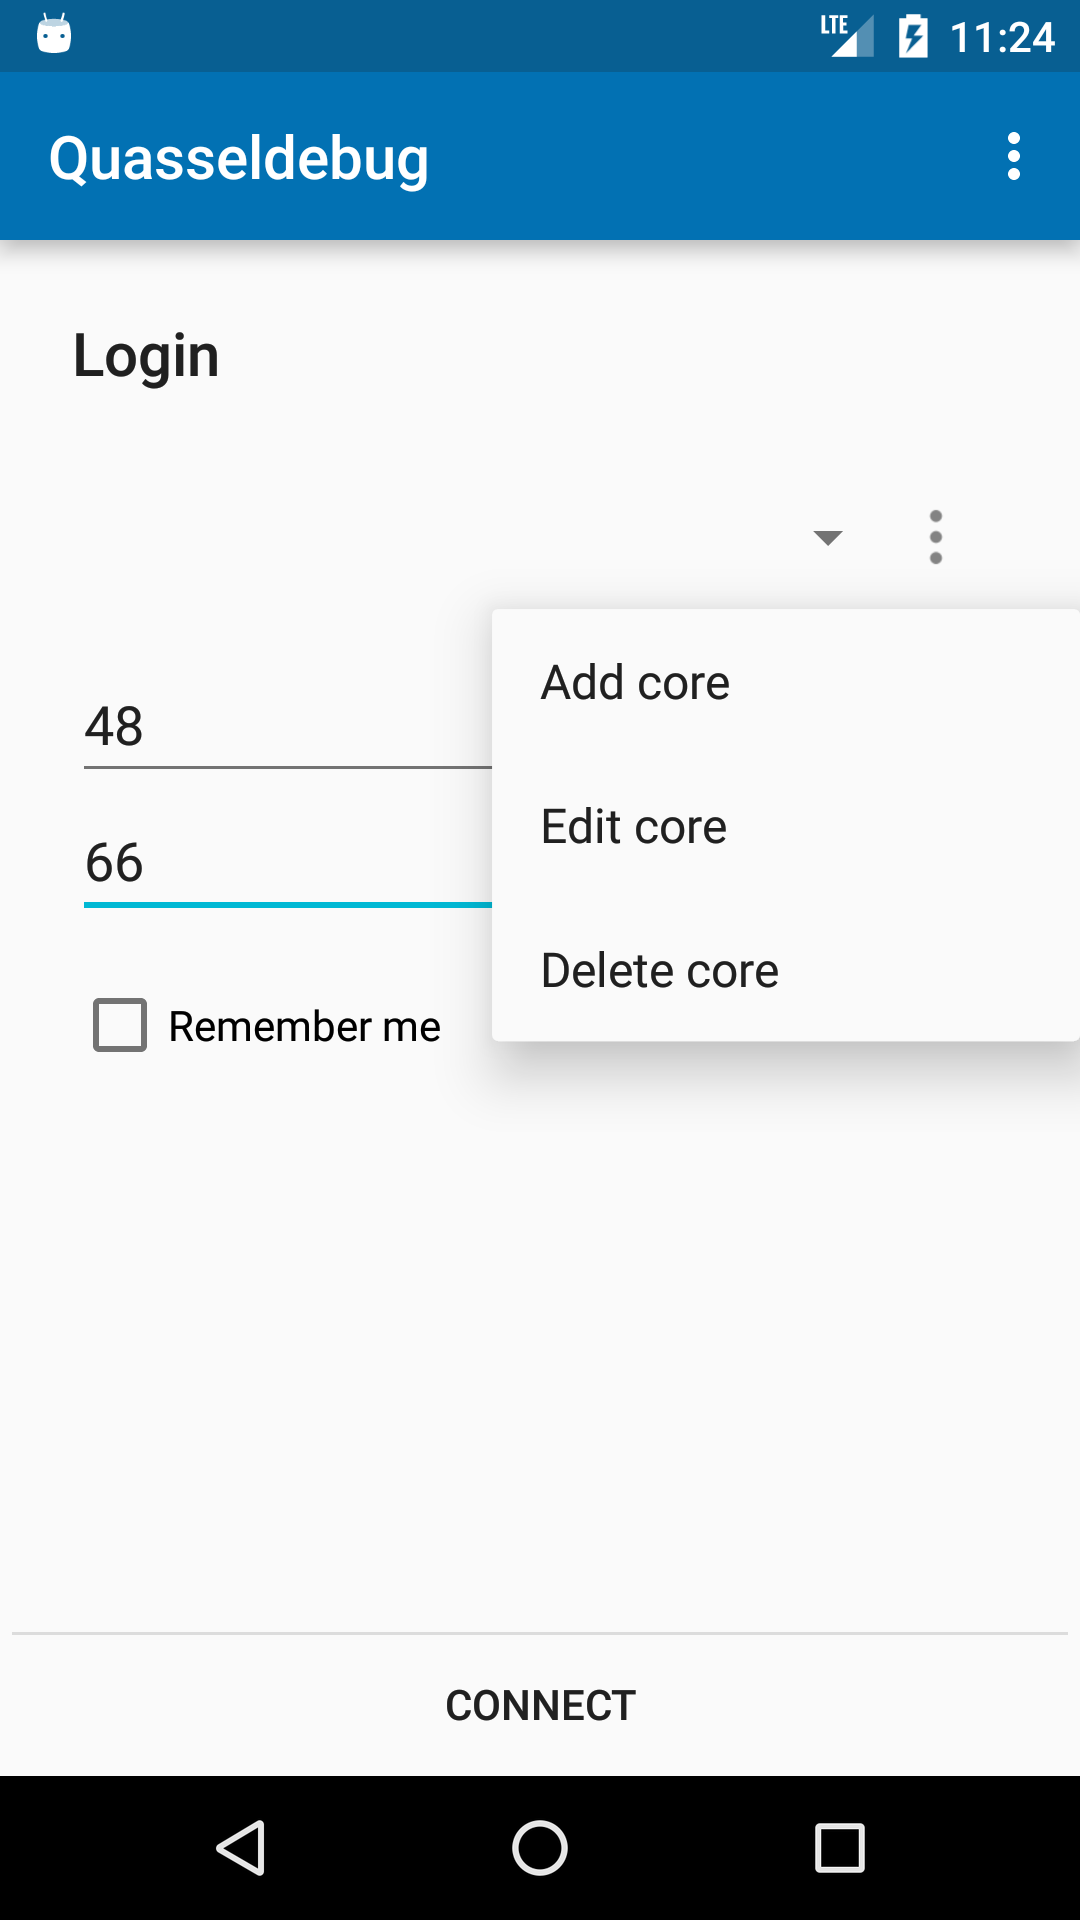 LTE 11:24
Quasseldebug
Login
Add core
48
Edit core
66
Delete core
Remember me
CONNECT